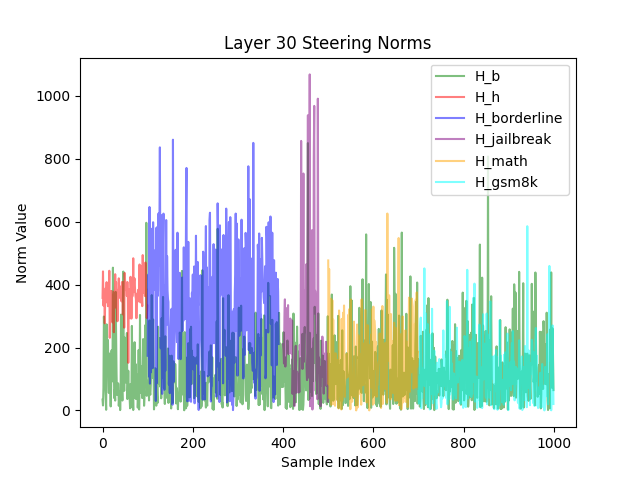 Layer 30 Steering Norms
H_b
H_h
H_borderline
H_jailbreak
H_math
H_gsm8k
Norm Value
1000
800
600
400
200
0
0 200 400 600 800 1000
Sample Index